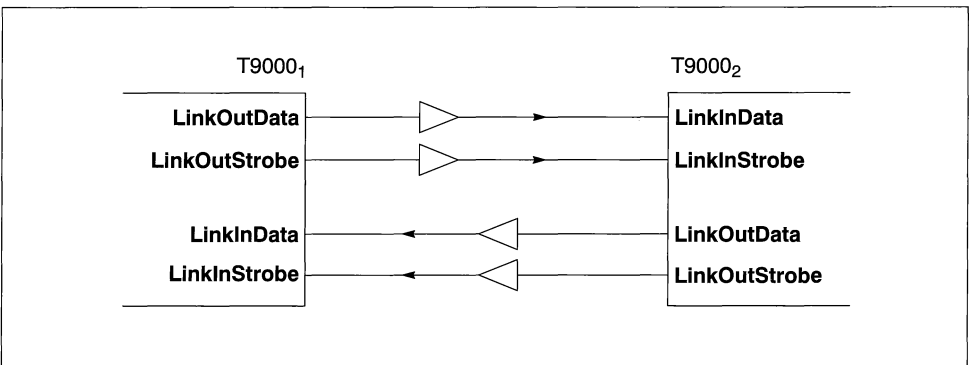 T9000₁ T9000₂
LinkOutData LinkInData
LinkOutStrobe LinkInStrobe
LinkInData LinkOutData
LinkInStrobe LinkOutStrobe